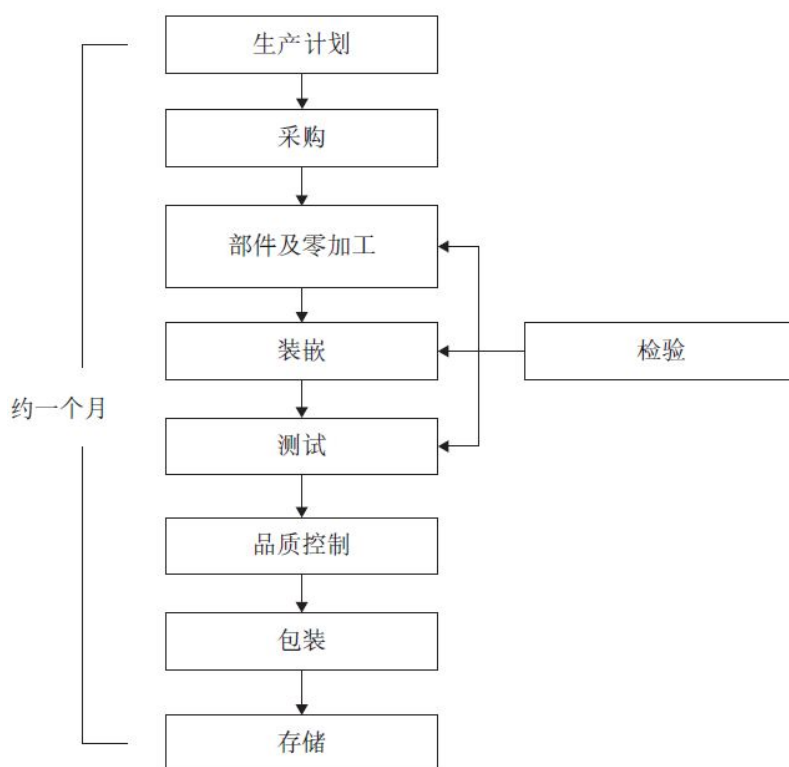 生产计划
采购
部件及零加工
装嵌
检验
约一个月
测试
品质控制
包装
存储